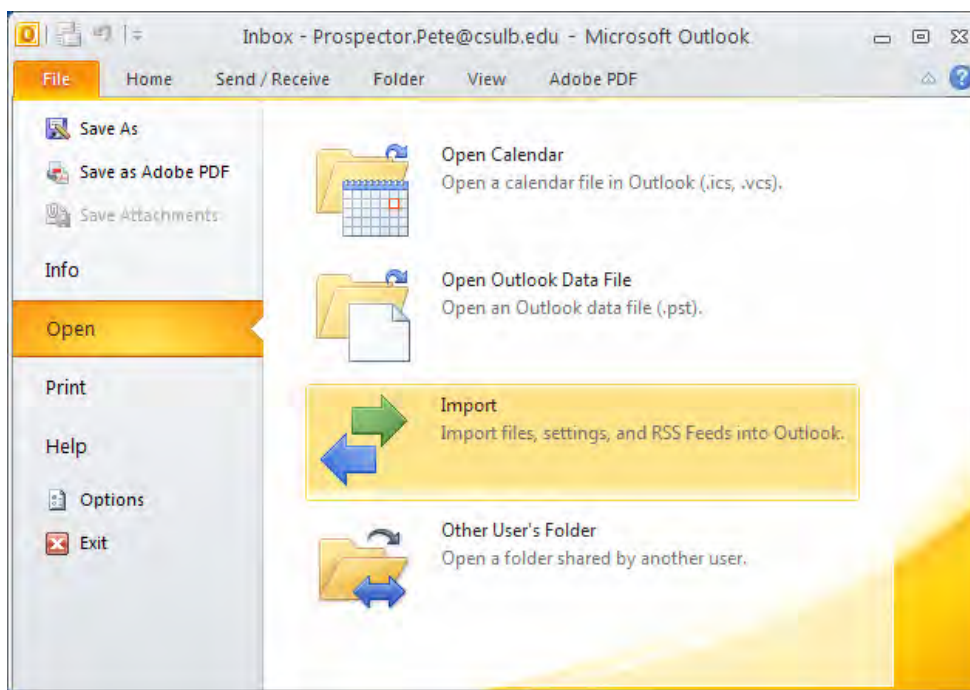 Inbox - Prospector.Pete@csulb.edu - Microsoft Outlook
File Home Send / Receive Folder View Adobe PDF
Save As
Save as Adobe PDF
Save Attachments
Info
Open
Print
Help
Options
Exit
Open Calendar
Open a calendar file in Outlook (.ics, .vcs).
Open Outlook Data File
Open an Outlook data file (.pst).
Import
Import files, settings, and RSS Feeds into Outlook.
Other User's Folder
Open a folder shared by another user.